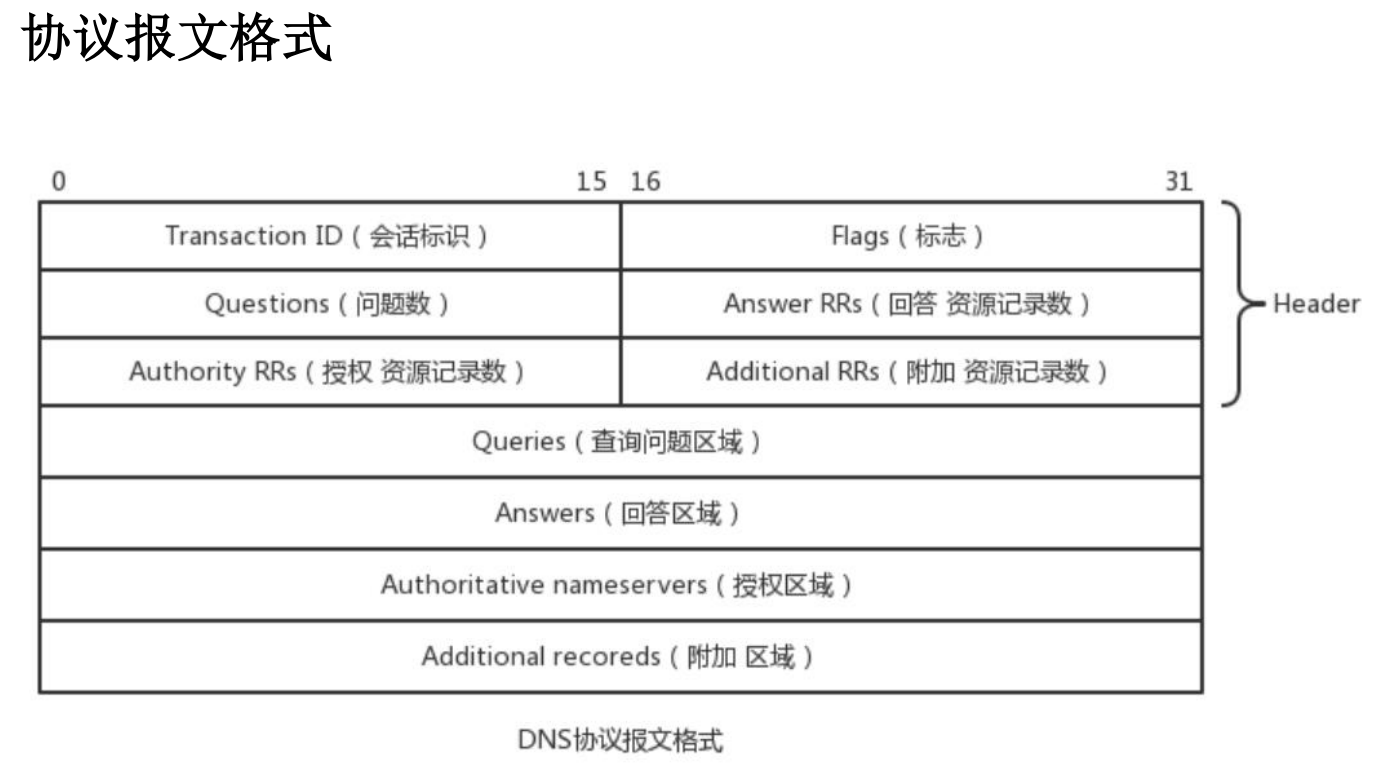 协议报文格式
0 15 16 31
Transaction ID（会话标识） Flags（标志）
Questions（问题数） Answer RRs（回答 资源记录数） Header
Authority RRs（授权 资源记录数） Additional RRs（附加 资源记录数）
Queries（查询问题区域）
Answers（回答区域）
Authoritative nameservers（授权区域）
Additional recoreds（附加 区域）
DNS协议报文格式